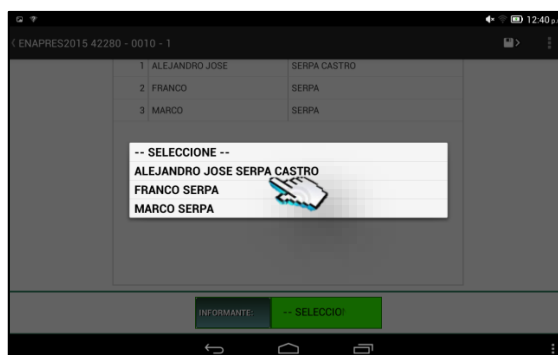 12:40 p.
< ENAPRES2015 42280 - 0010 - 1
1 ALEJANDRO JOSE SERPA CASTRO
2 FRANCO SERPA
3 MARCO SERPA
-- SELECCIONE --
ALEJANDRO JOSE SERPA CASTRO
FRANCO SERPA
MARCO SERPA
INFORMANTE: -- SELECCIO